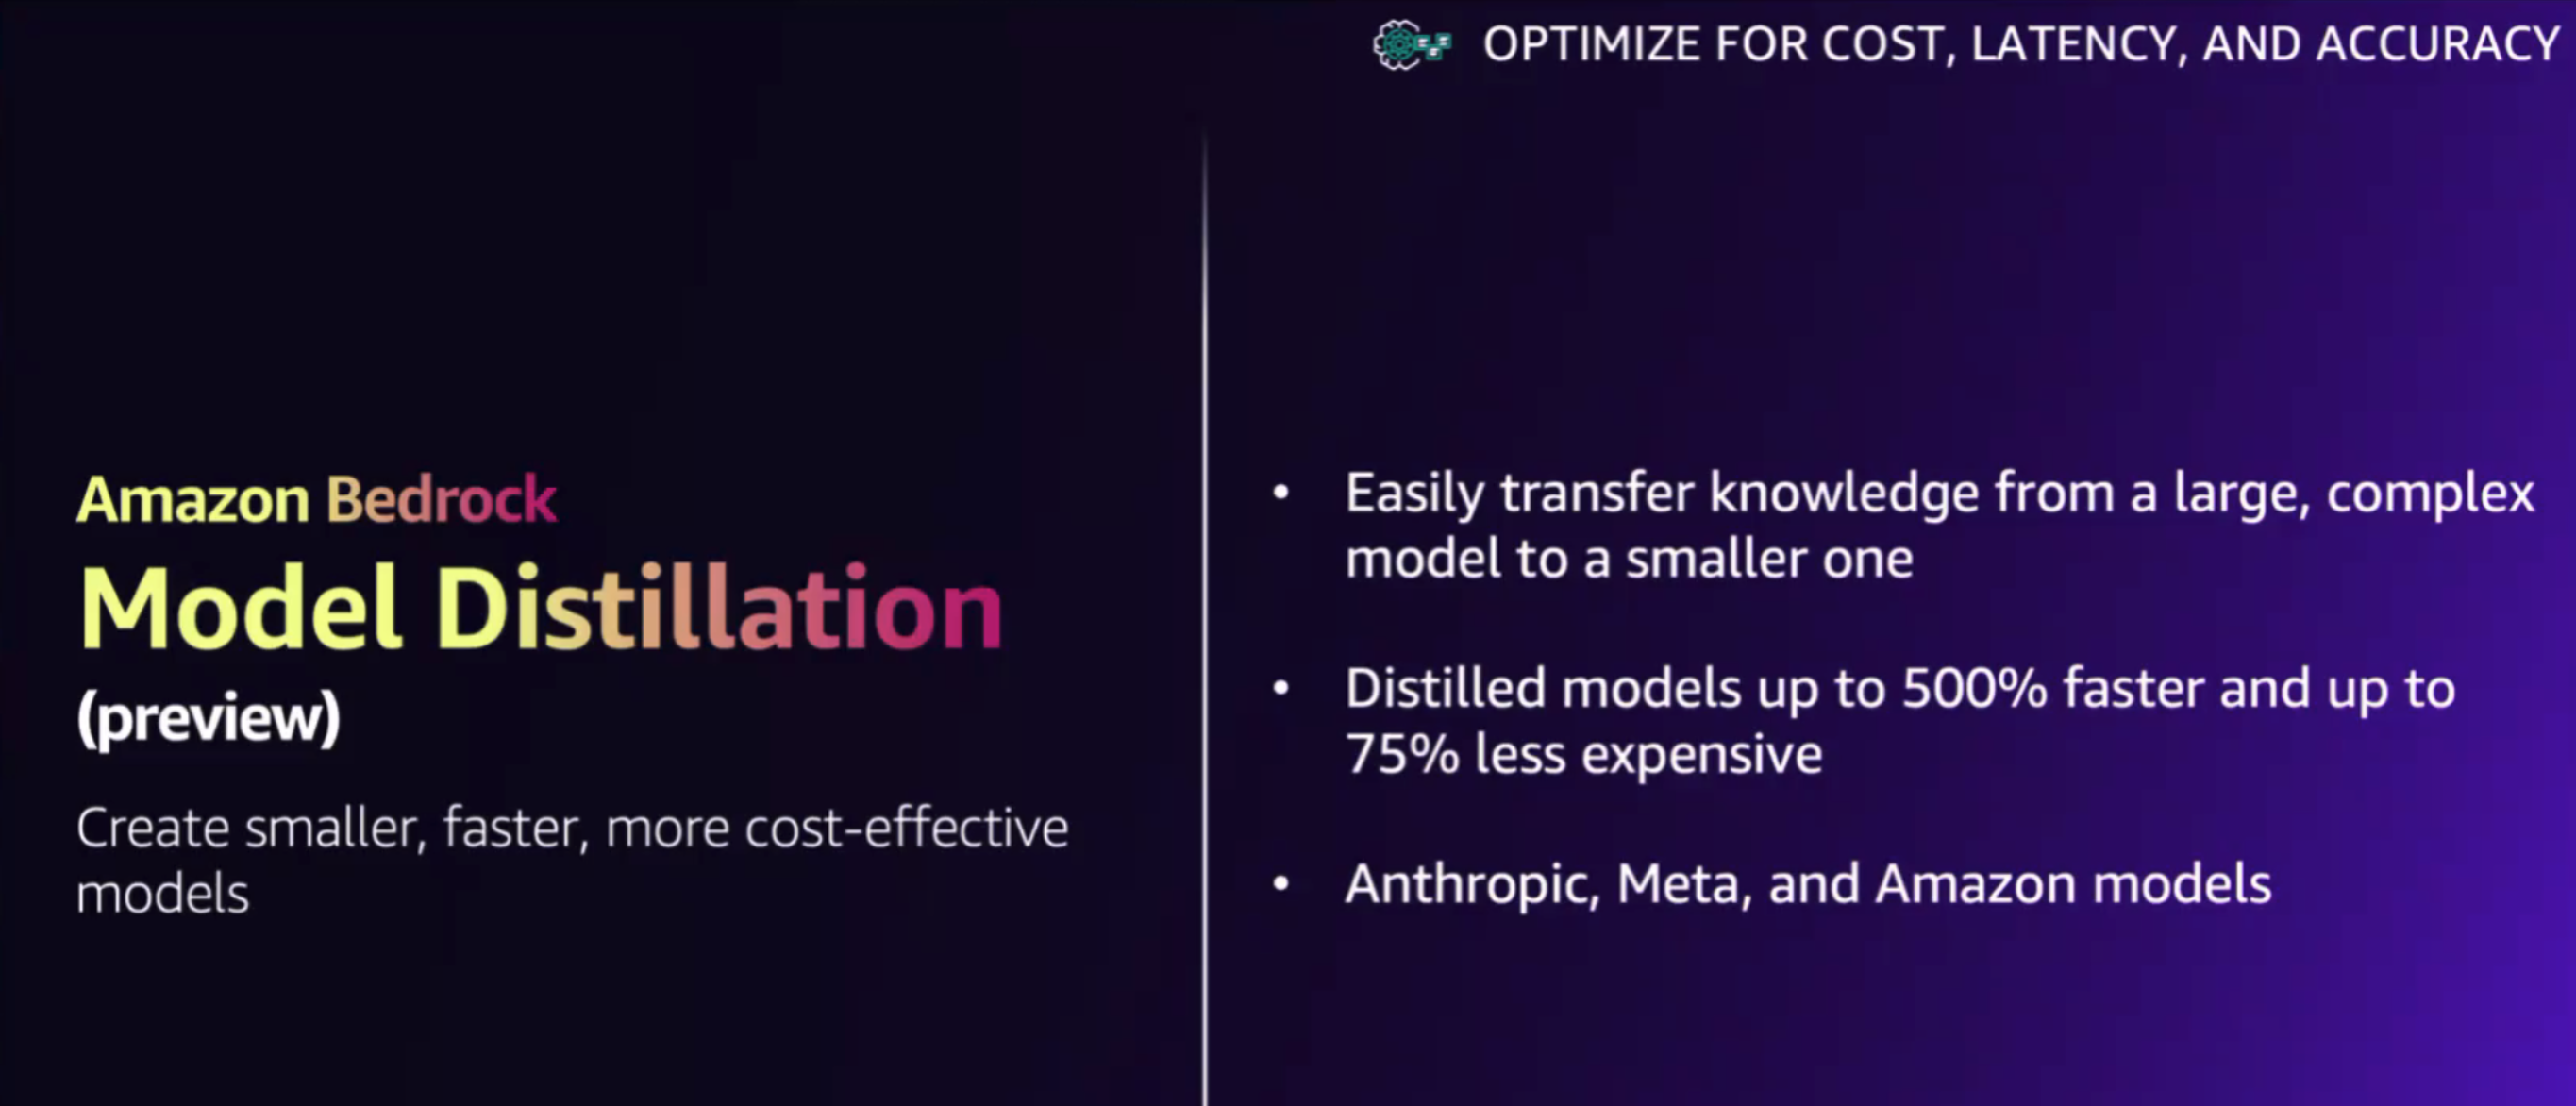 OPTIMIZE FOR COST, LATENCY, AND ACCURACY
Amazon Bedrock
Model Distillation
(preview)
Create smaller, faster, more cost-effective
models
• Easily transfer knowledge from a large, complex
model to a smaller one
• Distilled models up to 500% faster and up to
75% less expensive
• Anthropic, Meta, and Amazon models